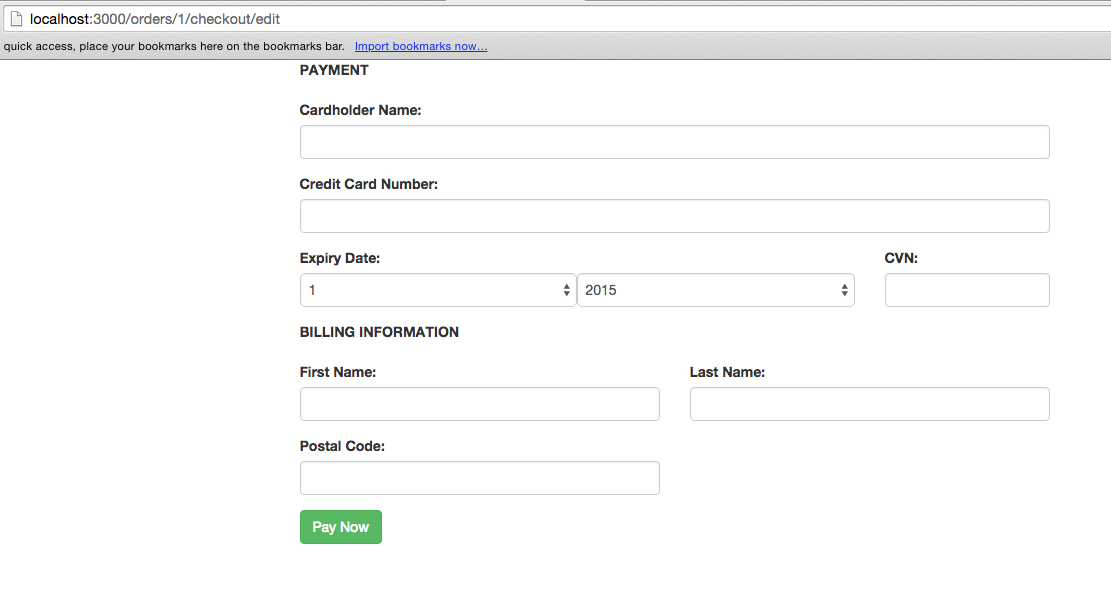 localhost:3000/orders/1/checkout/edit
quick access, place your bookmarks here on the bookmarks bar. Import bookmarks now...
PAYMENT
Cardholder Name:
Credit Card Number:
Expiry Date: CVN:
1 2015
BILLING INFORMATION
First Name: Last Name:
Postal Code:
Pay Now